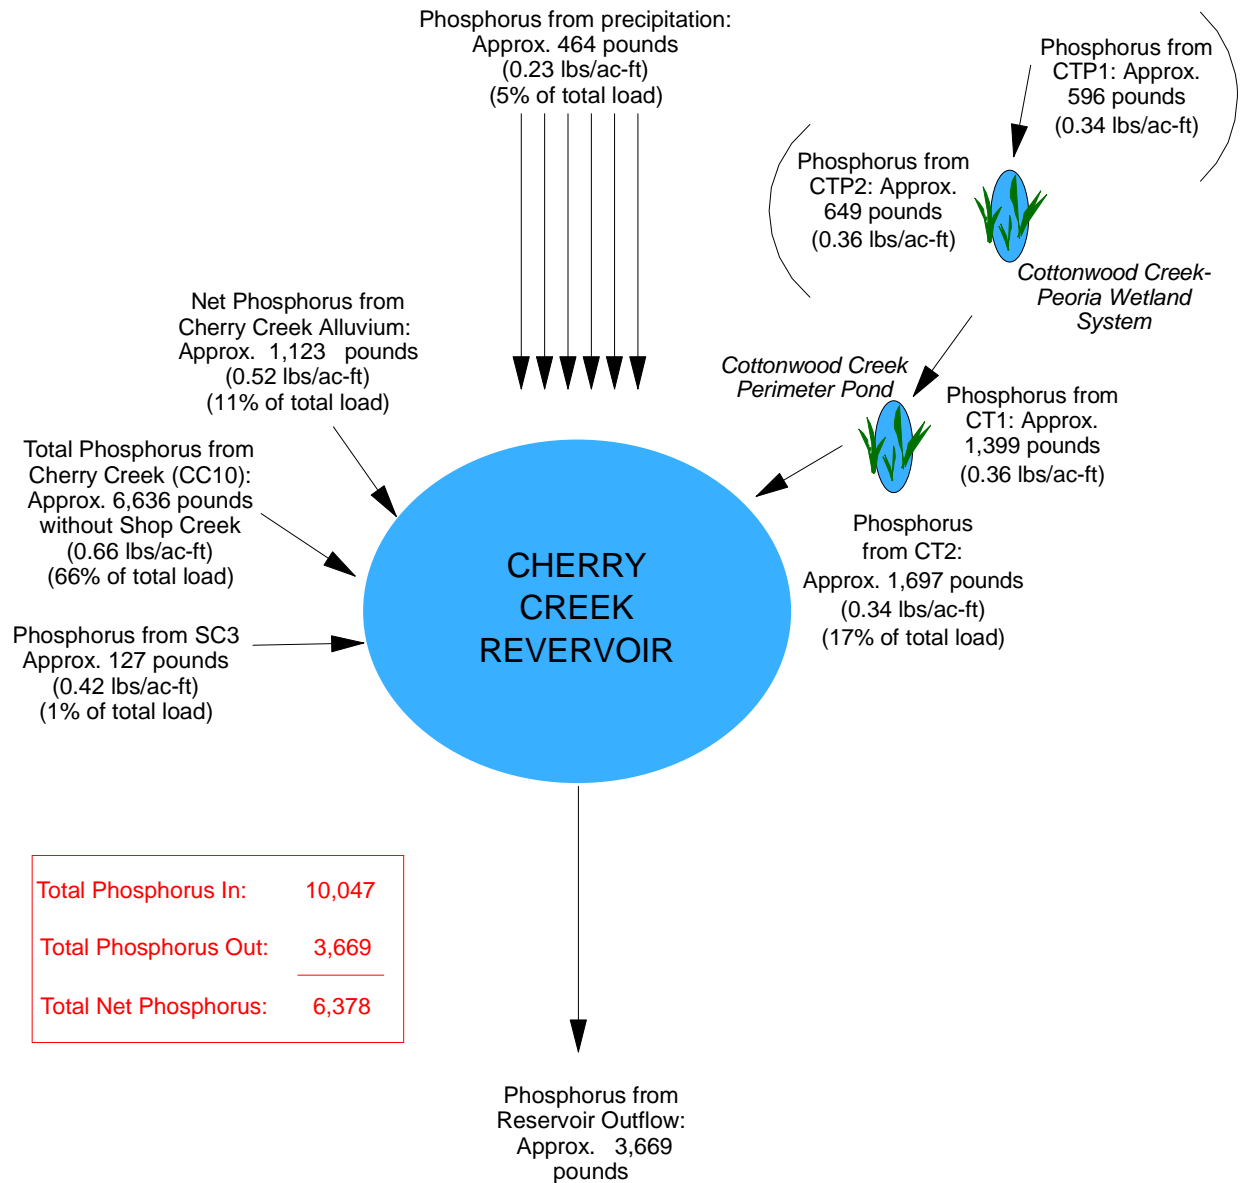 Phosphorus from precipitation:
Approx. 464 pounds
(0.23 lbs/ac-ft)
(5% of total load)
Phosphorus from
CTP1: Approx.
596 pounds
(0.34 lbs/ac-ft)
Phosphorus from
CTP2: Approx.
649 pounds
(0.36 lbs/ac-ft)
Cottonwood Creek-
Peoria Wetland
System
Net Phosphorus from
Cherry Creek Alluvium:
Approx. 1,123 pounds
(0.52 lbs/ac-ft)
(11% of total load)
Cottonwood Creek
Perimeter Pond
Phosphorus from
CT1: Approx.
1,399 pounds
(0.36 lbs/ac-ft)
Total Phosphorus from
Cherry Creek (CC10):
Approx. 6,636 pounds
without Shop Creek
(0.66 lbs/ac-ft)
(66% of total load)
Phosphorus
from CT2:
Approx. 1,697 pounds
(0.34 lbs/ac-ft)
(17% of total load)
CHERRY
CREEK
REVERVOIR
Phosphorus from SC3
Approx. 127 pounds
(0.42 lbs/ac-ft)
(1% of total load)
Total Phosphorus In: 10,047
Total Phosphorus Out: 3,669
Total Net Phosphorus: 6,378
Phosphorus from
Reservoir Outflow:
Approx. 3,669
pounds